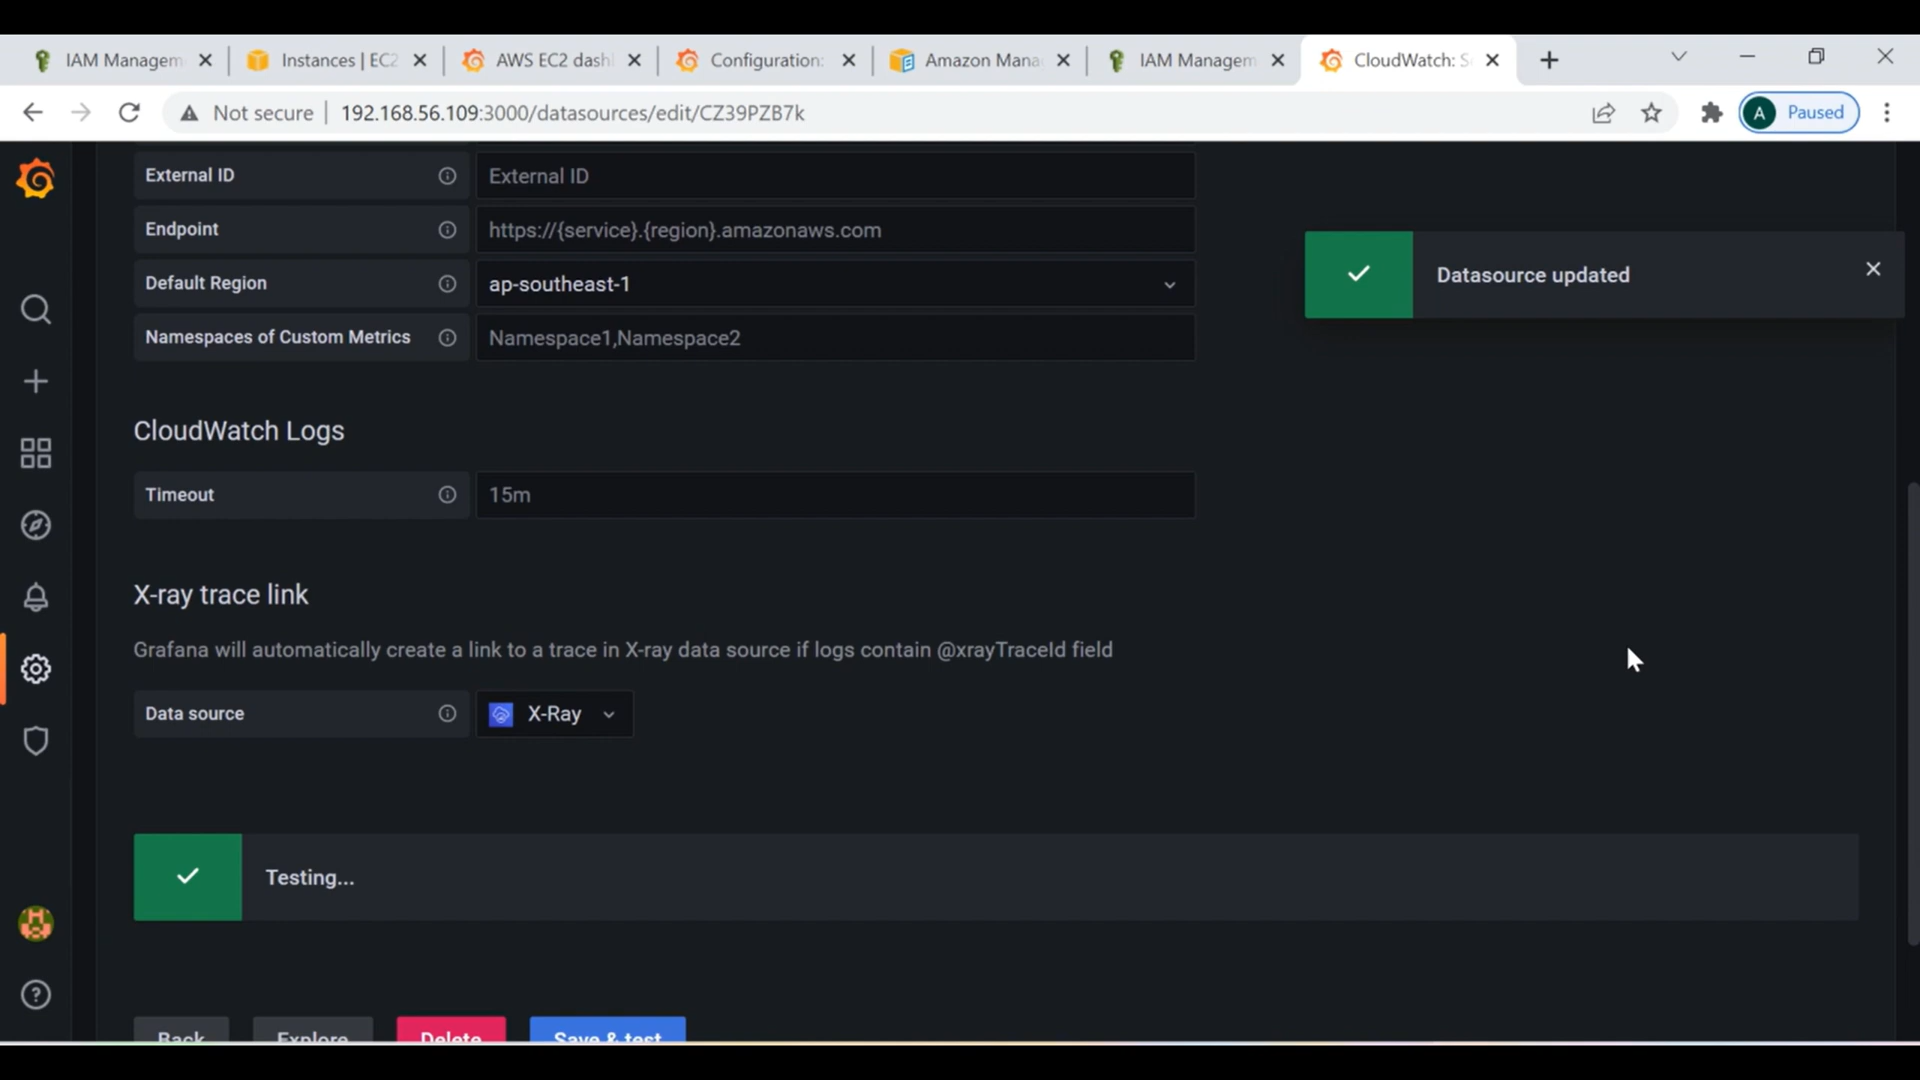 IAM Managem
Instances | EC2
AWS EC2 dash
Configuration:
Amazon Mana
IAM Managem
CloudWatch: S
Not secure
192.168.56.109:3000/datasources/edit/CZ39PZB7k
A
Paused
External ID
External ID
Endpoint
https://{service}.{region}.amazonaws.com
Datasource updated
Default Region
ap-southeast-1
Namespaces of Custom Metrics
Namespace1,Namespace2
CloudWatch Logs
Timeout
15m
X-ray trace link
Grafana will automatically create a link to a trace in X-ray data source if logs contain @xrayTraceId field
Data source
X-Ray
Testing...
Back
Explore
Delete
Save & test